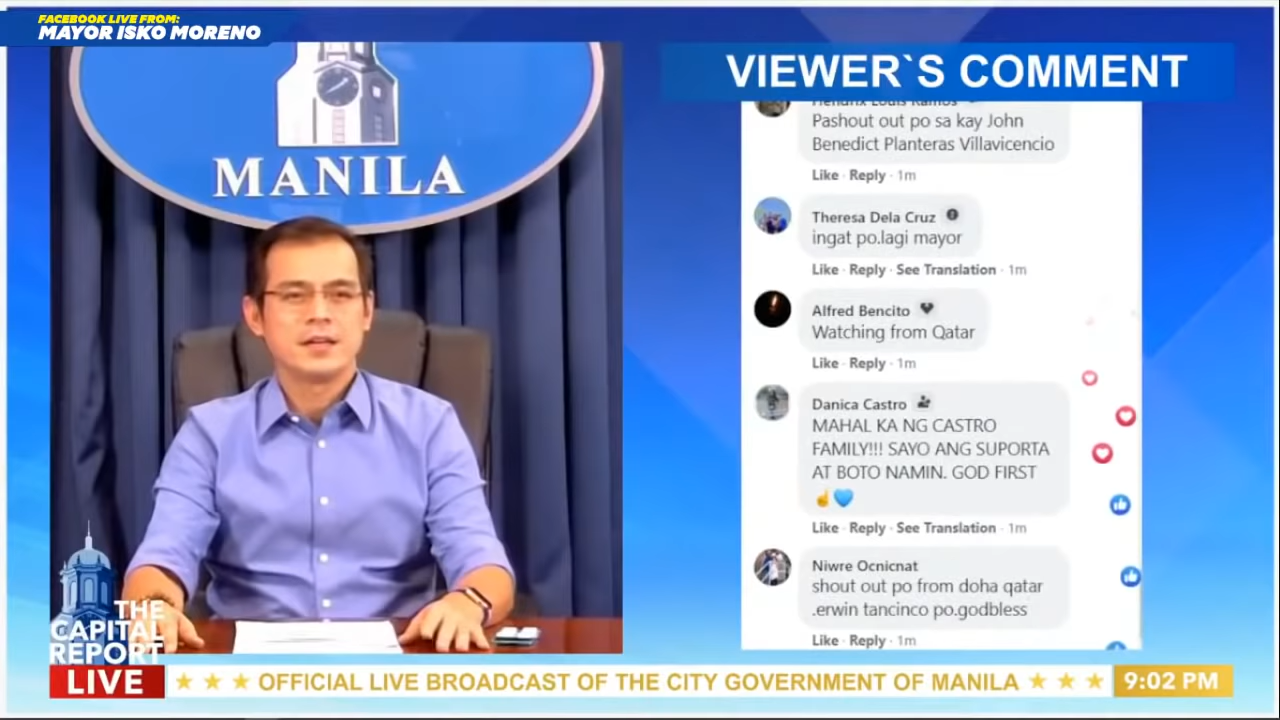 FACEBOOK LIVE FROM:
MAYOR ISKO MORENO
MANILA
THE
CAPITAL
REPORT
VIEWER`S COMMENT
Hendrix Louis Ramos
Pashout out po sa kay John
Benedict Planteras Villavicencio
Like · Reply · 1m
Theresa Dela Cruz
ingat po.lagi mayor
Like · Reply · See Translation · 1m
Alfred Bencito
Watching from Qatar
Like · Reply · 1m
Danica Castro
MAHAL KA NG CASTRO
FAMILY!!! SAYO ANG SUPORTA
AT BOTO NAMIN. GOD FIRST
☝️💙
Like · Reply · See Translation · 1m
Niwre Ocnicnat
shout out po from doha qatar
.erwin tancinco po.godbless
Like · Reply · 1m
LIVE
★ ★ ★ OFFICIAL LIVE BROADCAST OF THE CITY GOVERNMENT OF MANILA ★ ★ ★
9:02 PM